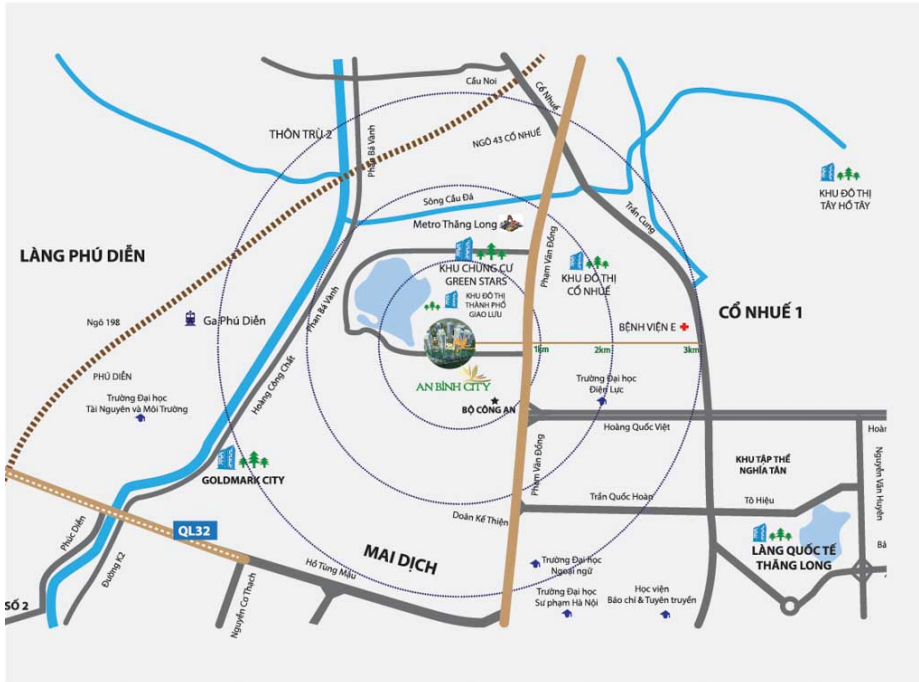 Cầu Noi
Cổ Nhuế
THÔN TRÙ 2
Phan Bá Vành
NGÕ 43 CỔ NHUẾ
KHU ĐÔ THỊ
TÂY HỒ TÂY
Sông Cầu Đá
Trần Cung
Metro Thăng Long
Phạm Văn Đồng
LÀNG PHÚ DIỄN
KHU CHUNG CƯ
GREEN STARS
KHU ĐÔ THỊ
CỔ NHUẾ
KHU ĐÔ THỊ
THÀNH PHỐ
GIAO LƯU
Phan Bá Vành
Ngõ 198
Ga Phú Diễn
BỆNH VIỆN E
CỔ NHUẾ 1
1km
2km
3km
PHÚ DIỄN
AN BÌNH CITY
Trường Đại học
Điện Lực
Trường Đại học
Tài Nguyên và Môi Trường
Hoàng Công Chất
BỘ CÔNG AN
Hoàng Quốc Việt
Hoàn
Phạm Văn Đồng
Nguyễn Văn Huyên
KHU TẬP THỂ
NGHĨA TÂN
GOLDMARK CITY
Trần Quốc Hoàn
Tô Hiệu
Doãn Kế Thiện
QL32
Phúc Diễn
Đường K2
MAI DỊCH
LÀNG QUỐC TẾ
THĂNG LONG
Hồ Tùng Mậu
Trường Đại học
Ngoại ngữ
Trường Đại học
Sư phạm Hà Nội
Học viện
Báo chí & Tuyên truyền
Nguyễn Cơ Thạch
SỐ 2